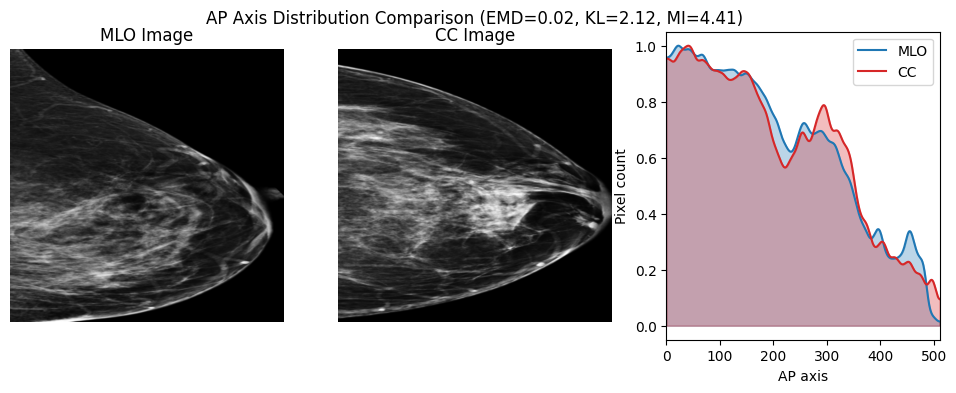 AP Axis Distribution Comparison (EMD=0.02, KL=2.12, MI=4.41)
MLO Image
CC Image
MLO
CC
Pixel count
1.0
0.8
0.6
0.4
0.2
0.0
0 100 200 300 400 500
AP axis